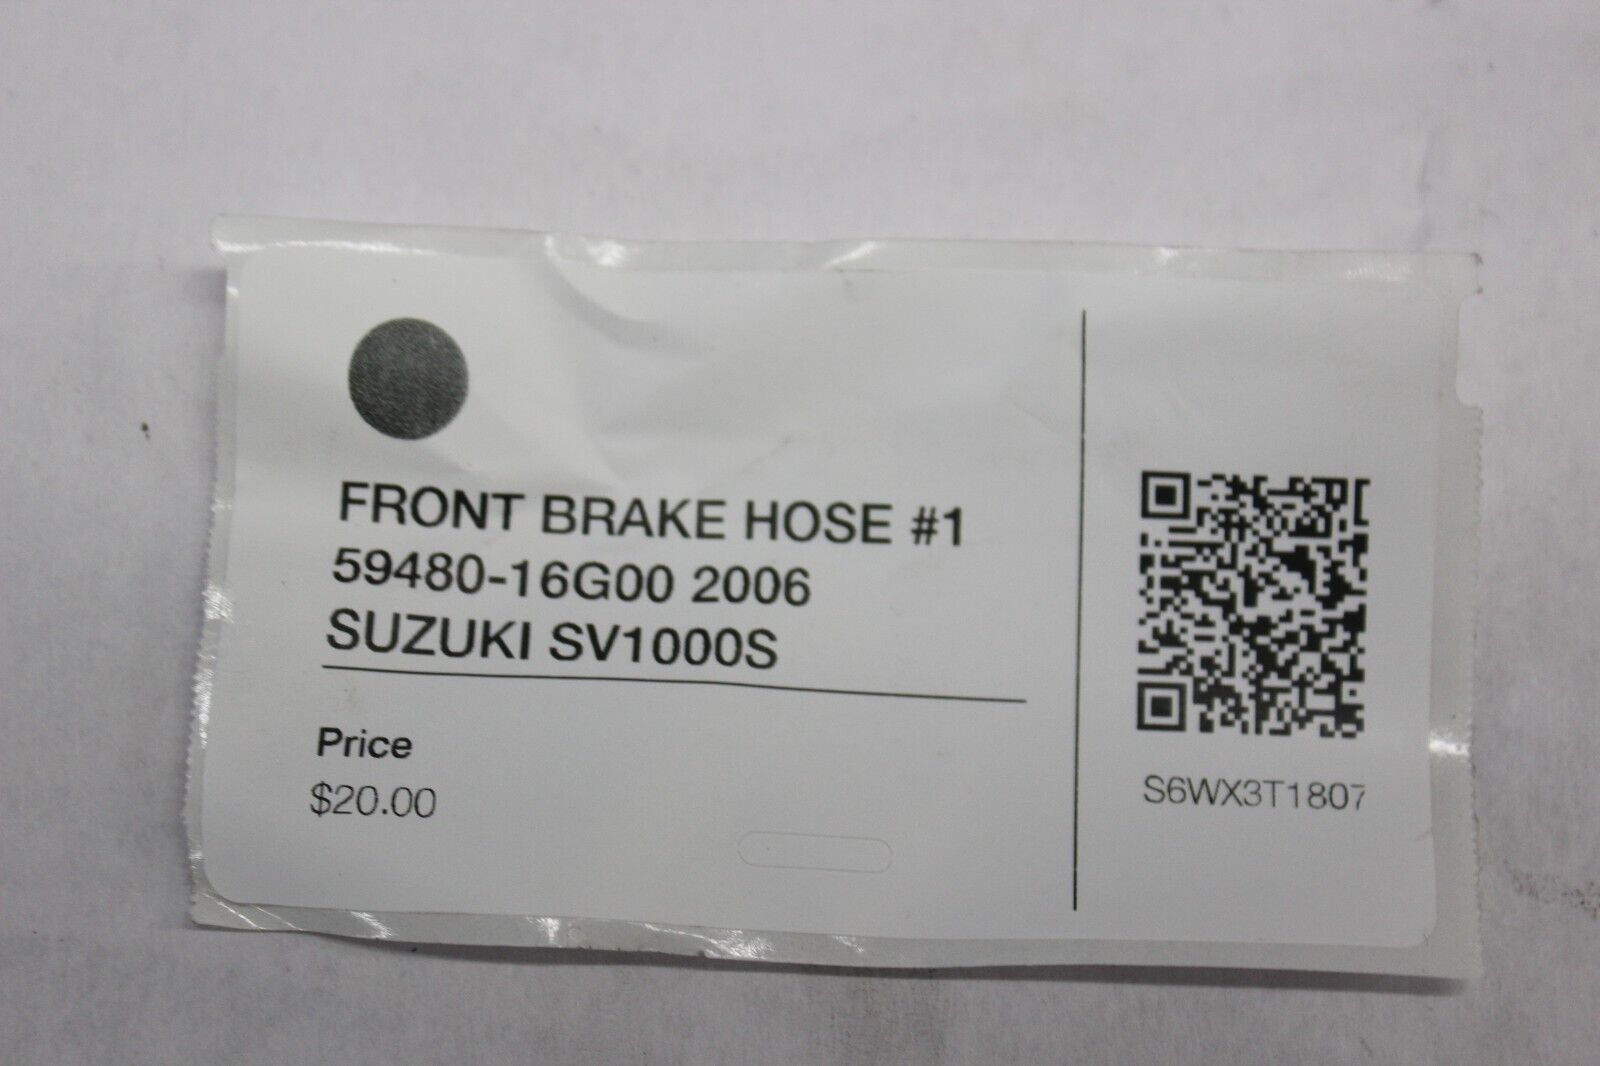 FRONT BRAKE HOSE #1
59480-16G00 2006
SUZUKI SV1000S
Price
$20.00
S6WX3T1807